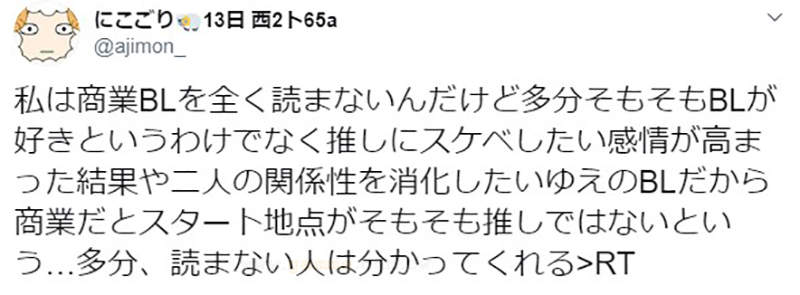 にこごり🐏13日 西2ト65a
@ajimon_
私は商業BLを全く読まないんだけど多分そもそもBLが
好きというわけでなく推しにスケベしたい感情が高ま
った結果や二人の関係性を消化したいゆえのBLだから
商業だとスタート地点がそもそも推しではないとい
う…多分、読まない人は分かってくれる>RT